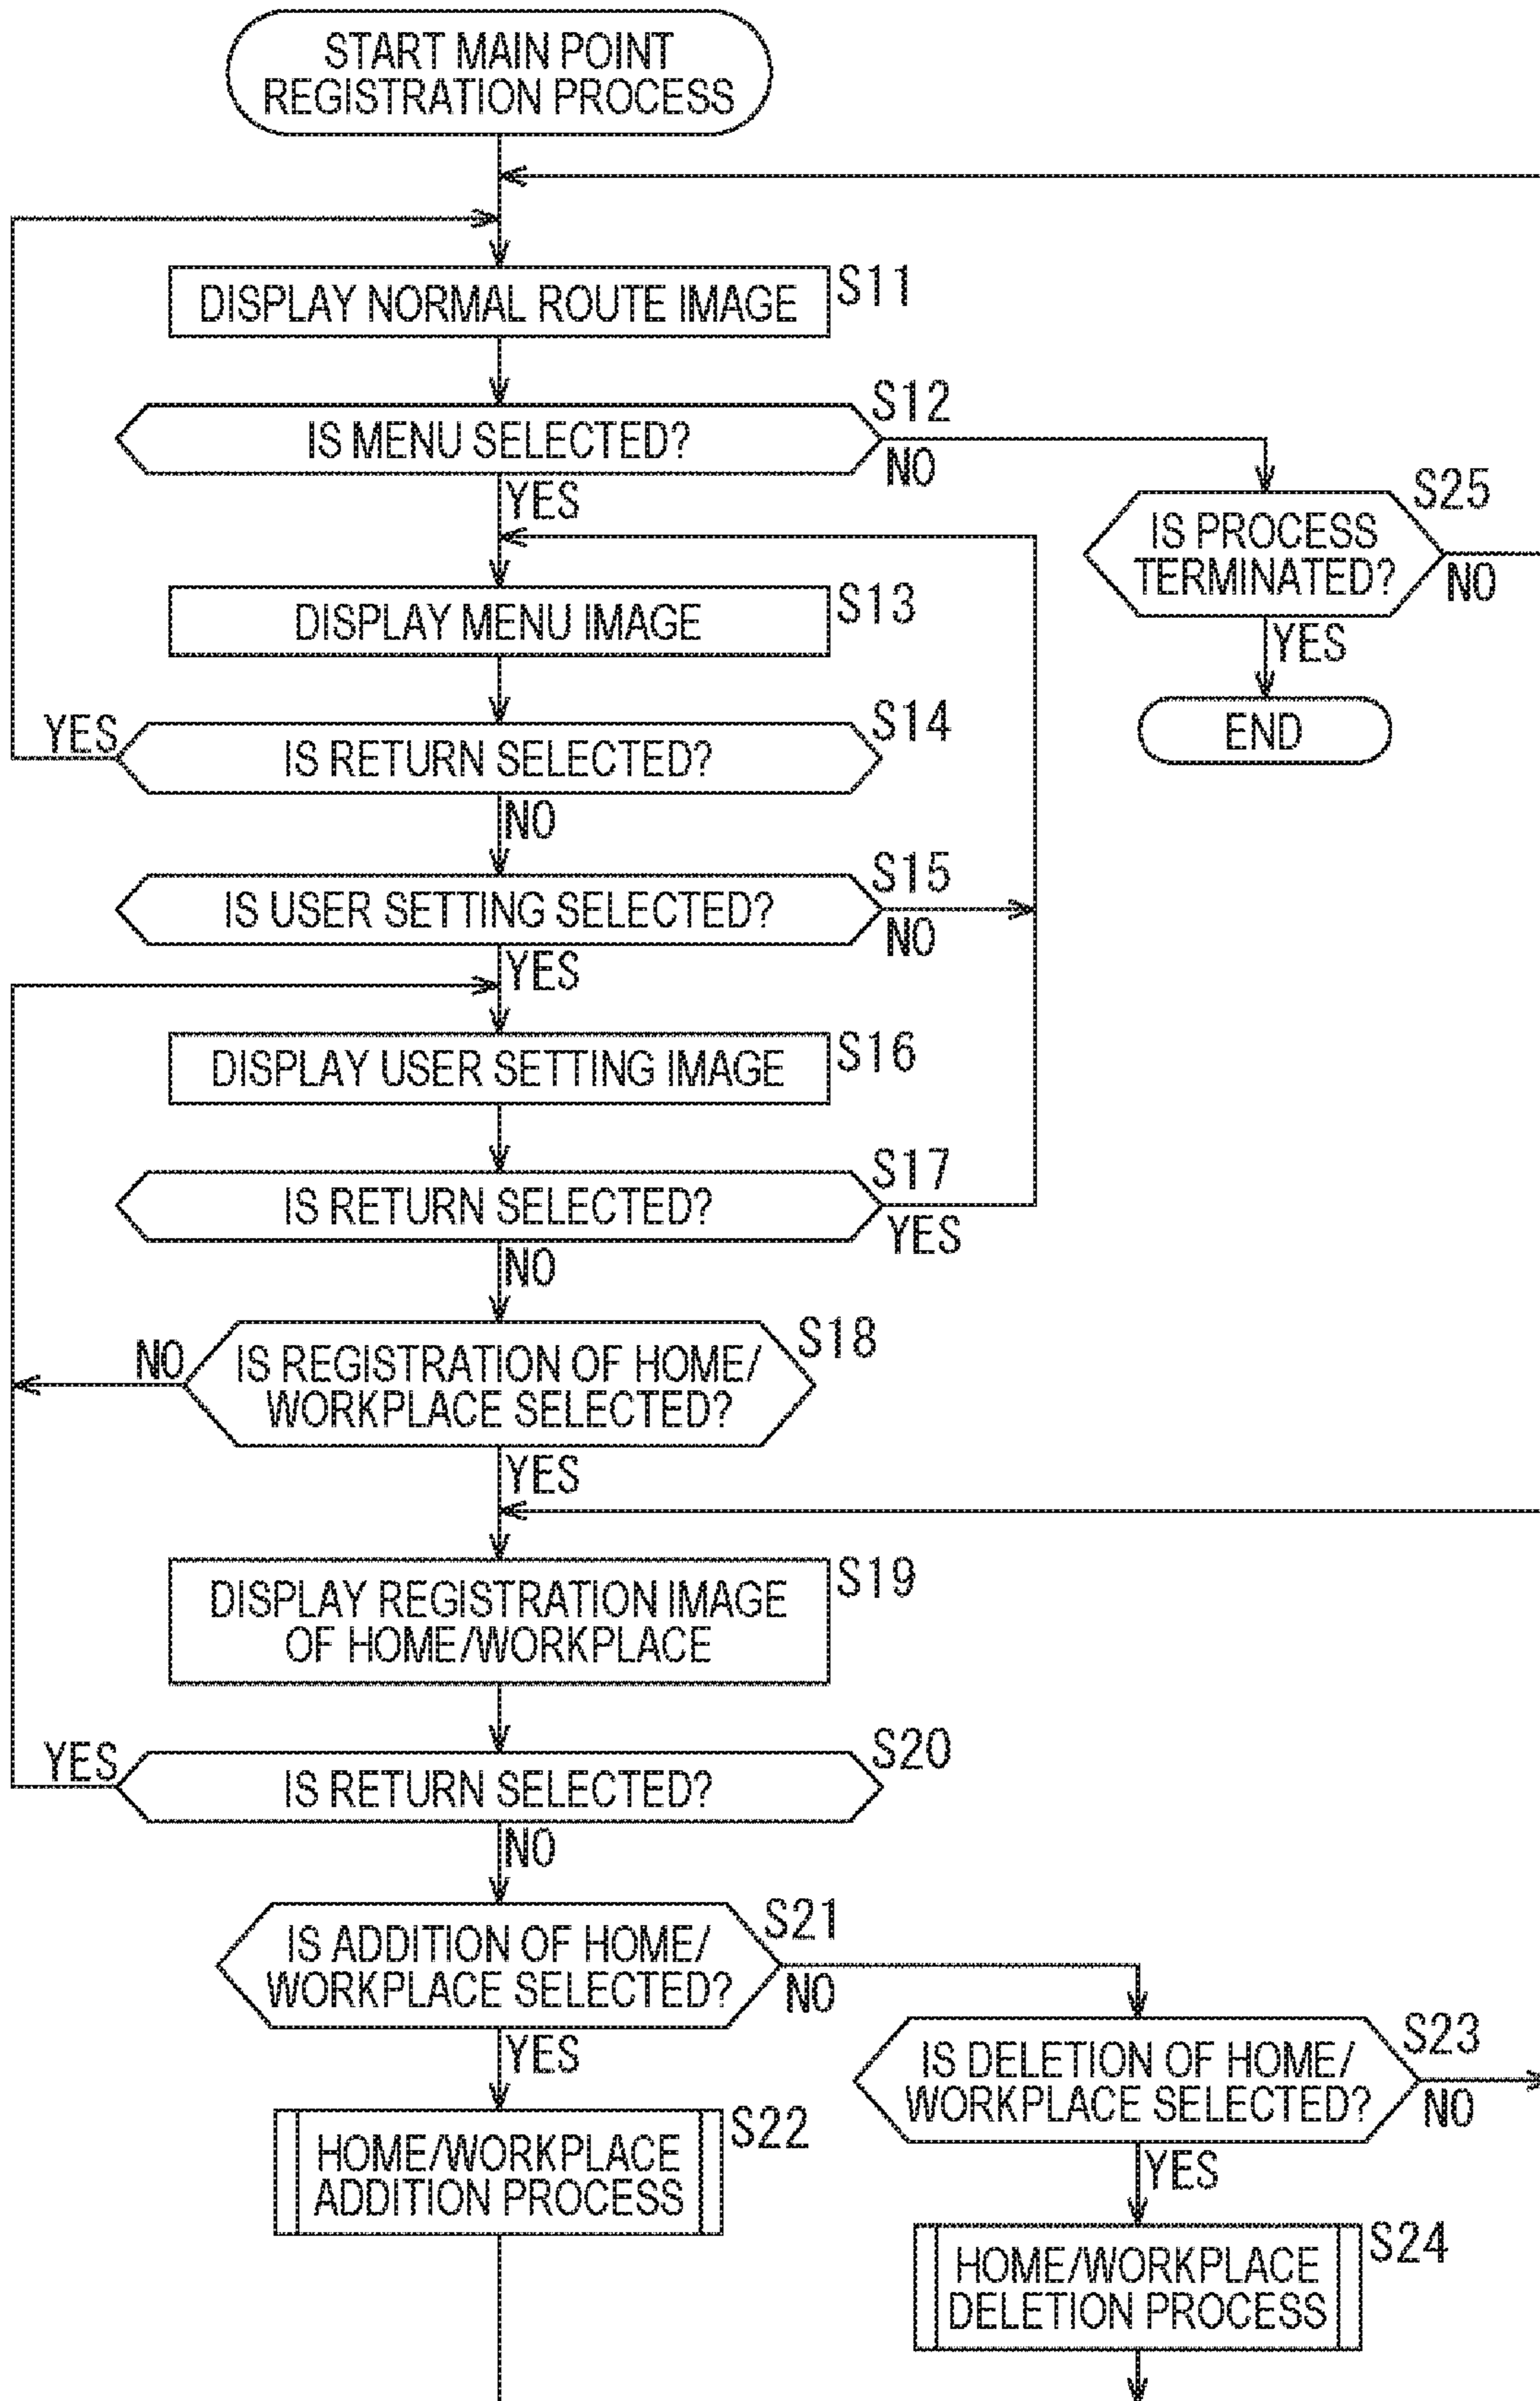 START MAIN POINT
REGISTRATION PROCESS
DISPLAY NORMAL ROUTE IMAGE
S11
IS MENU SELECTED?
S12
NO
YES
IS PROCESS
TERMINATED?
S25
NO
YES
END
DISPLAY MENU IMAGE
S13
YES
IS RETURN SELECTED?
S14
NO
IS USER SETTING SELECTED?
S15
NO
YES
DISPLAY USER SETTING IMAGE
S16
IS RETURN SELECTED?
S17
YES
NO
NO
IS REGISTRATION OF HOME/
WORKPLACE SELECTED?
S18
YES
DISPLAY REGISTRATION IMAGE
OF HOME/WORKPLACE
S19
YES
IS RETURN SELECTED?
S20
NO
IS ADDITION OF HOME/
WORKPLACE SELECTED?
S21
NO
YES
IS DELETION OF HOME/
WORKPLACE SELECTED?
S23
NO
YES
HOME/WORKPLACE
ADDITION PROCESS
S22
HOME/WORKPLACE
DELETION PROCESS
S24